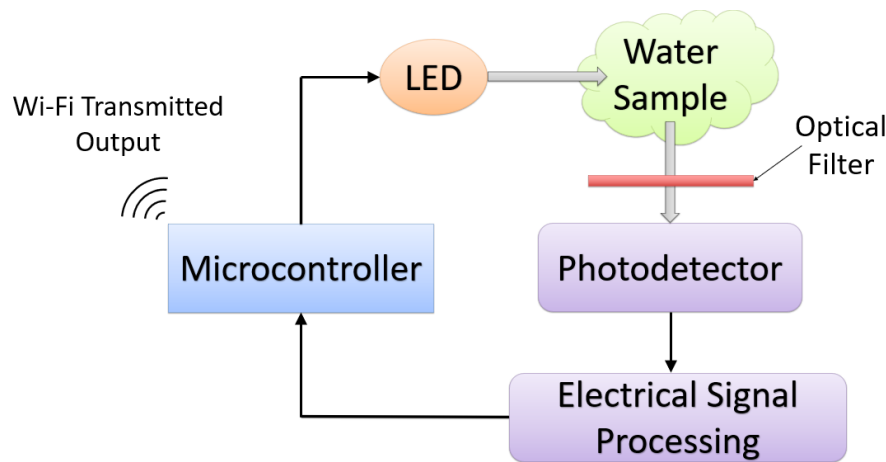 LED
Water
Sample
Wi-Fi Transmitted
Output
Optical
Filter
Microcontroller
Photodetector
Electrical Signal
Processing